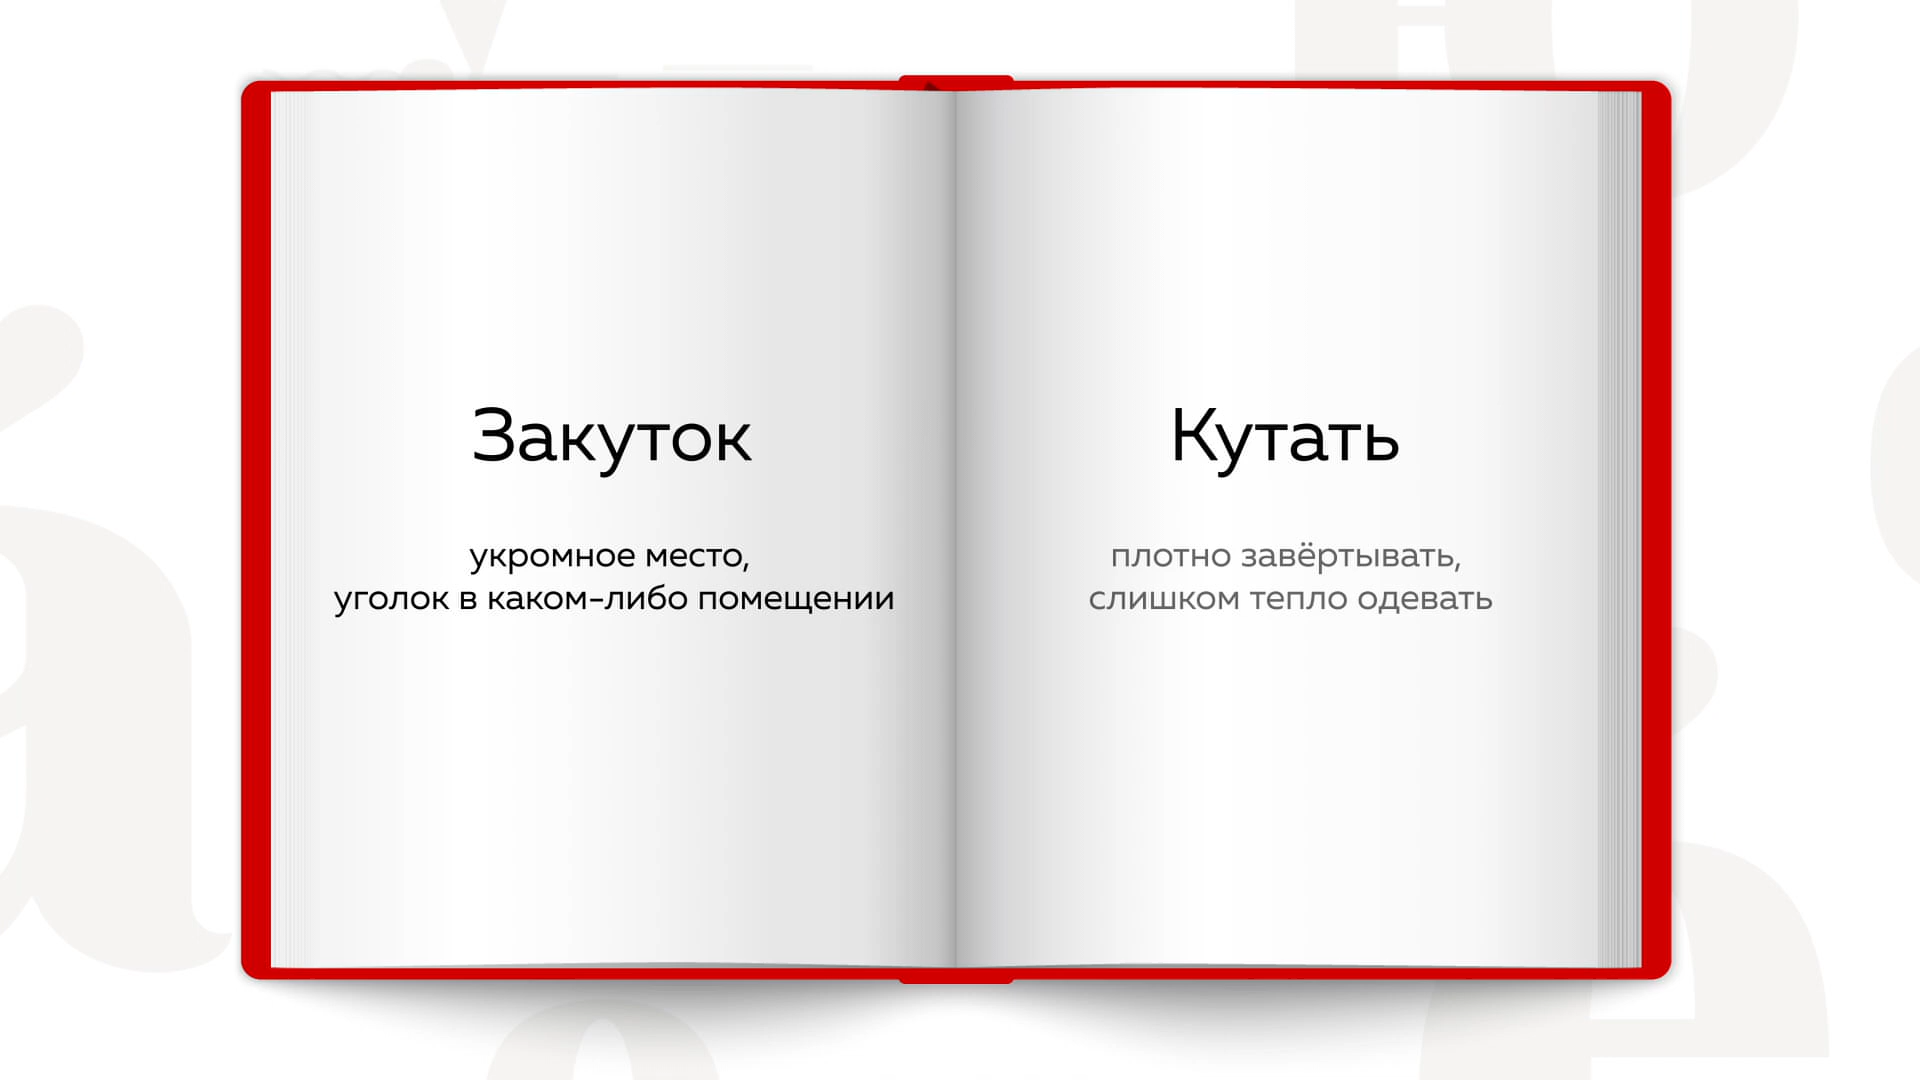 Закуток
укромное место,
уголок в каком-либо помещении
Кутать
плотно завёртывать,
слишком тепло одевать